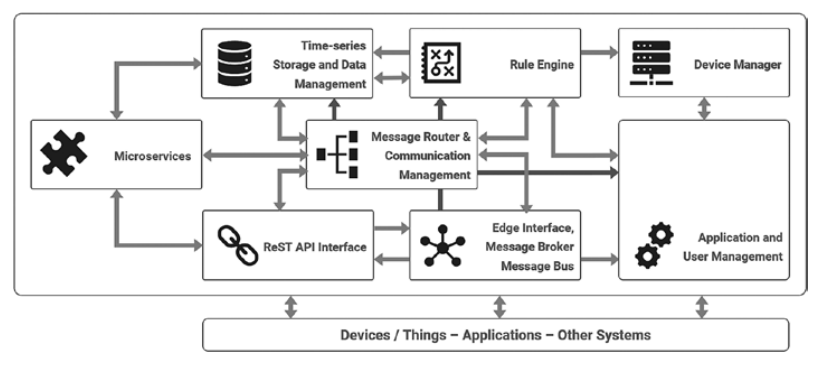 Time-series
Storage and Data
Management
Rule Engine
Device Manager
Microservices
Message Router &
Communication
Management
ReST API Interface
Edge Interface,
Message Broker
Message Bus
Application and
User Management
Devices / Things – Applications – Other Systems